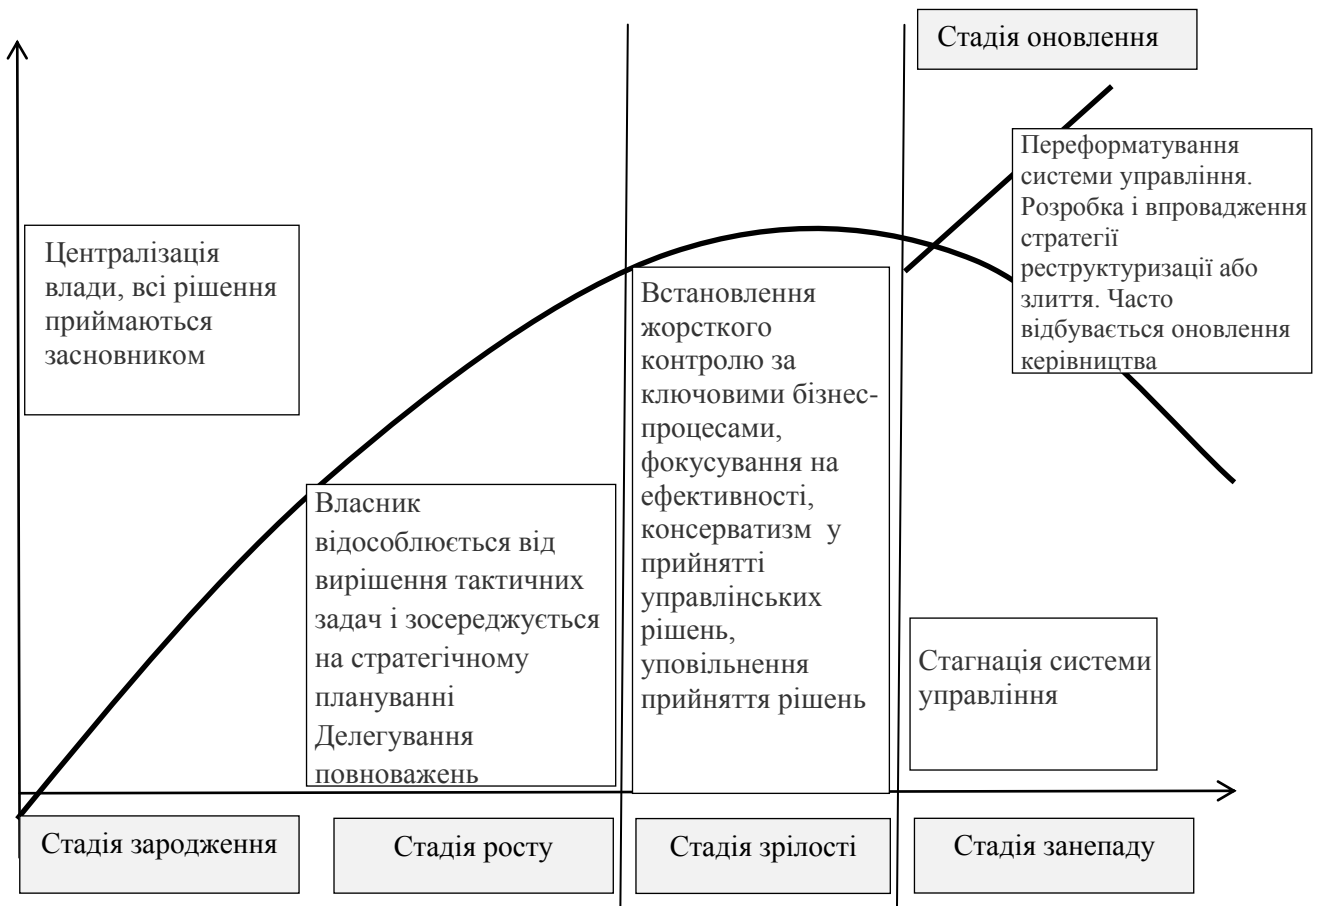 Стадія оновлення
Переформатування
системи управління.
Розробка і впровадження
стратегії
реструктуризації або
злиття. Часто
відбувається оновлення
керівництва
Централізація
влади, всі рішення
приймаються
засновником
Встановлення
жорсткого
контролю за
ключовими бізнес-
процесами,
фокусування на
ефективності,
консерватизм у
прийнятті
управлінських
рішень,
уповільнення
прийняття рішень
Власник
відособлюється від
вирішення тактичних
задач і зосереджується
на стратегічному
плануванні
Делегування
повноважень
Стагнація системи
управління
Стадія зародження
Стадія росту
Стадія зрілості
Стадія занепаду